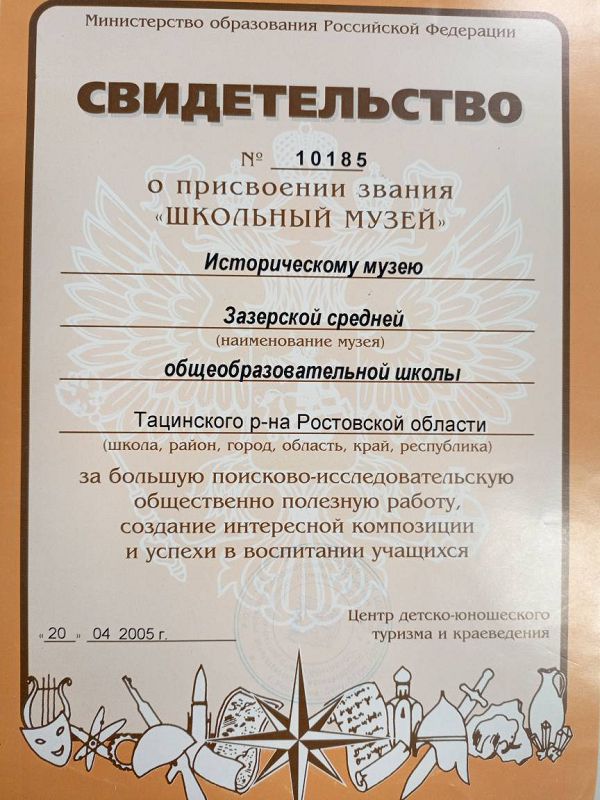 Министерство образования Российской Федерации
СВИДЕТЕЛЬСТВО
№ 10185
о присвоении звания
«ШКОЛЬНЫЙ МУЗЕЙ»
Историческому музею
Зазерской средней
(наименование музея)
общеобразовательной школы
Тацинского р-на Ростовской области
(школа, район, город, область, край, республика)
за большую поисково-исследовательскую
общественно полезную работу,
создание интересной композиции
и успехи в воспитании учащихся
Центр детско-юношеского
туризма и краеведения
«20» 04 2005 г.